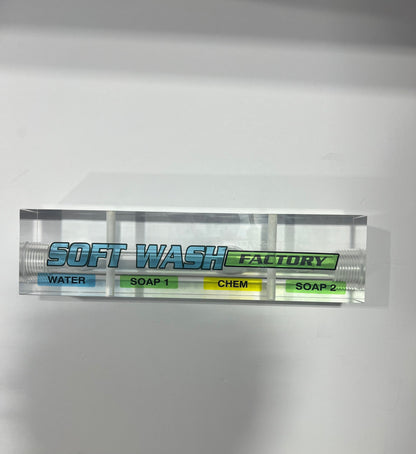 SOFT WASH FACTORY
WATER SOAP 1 CHEM SOAP 2